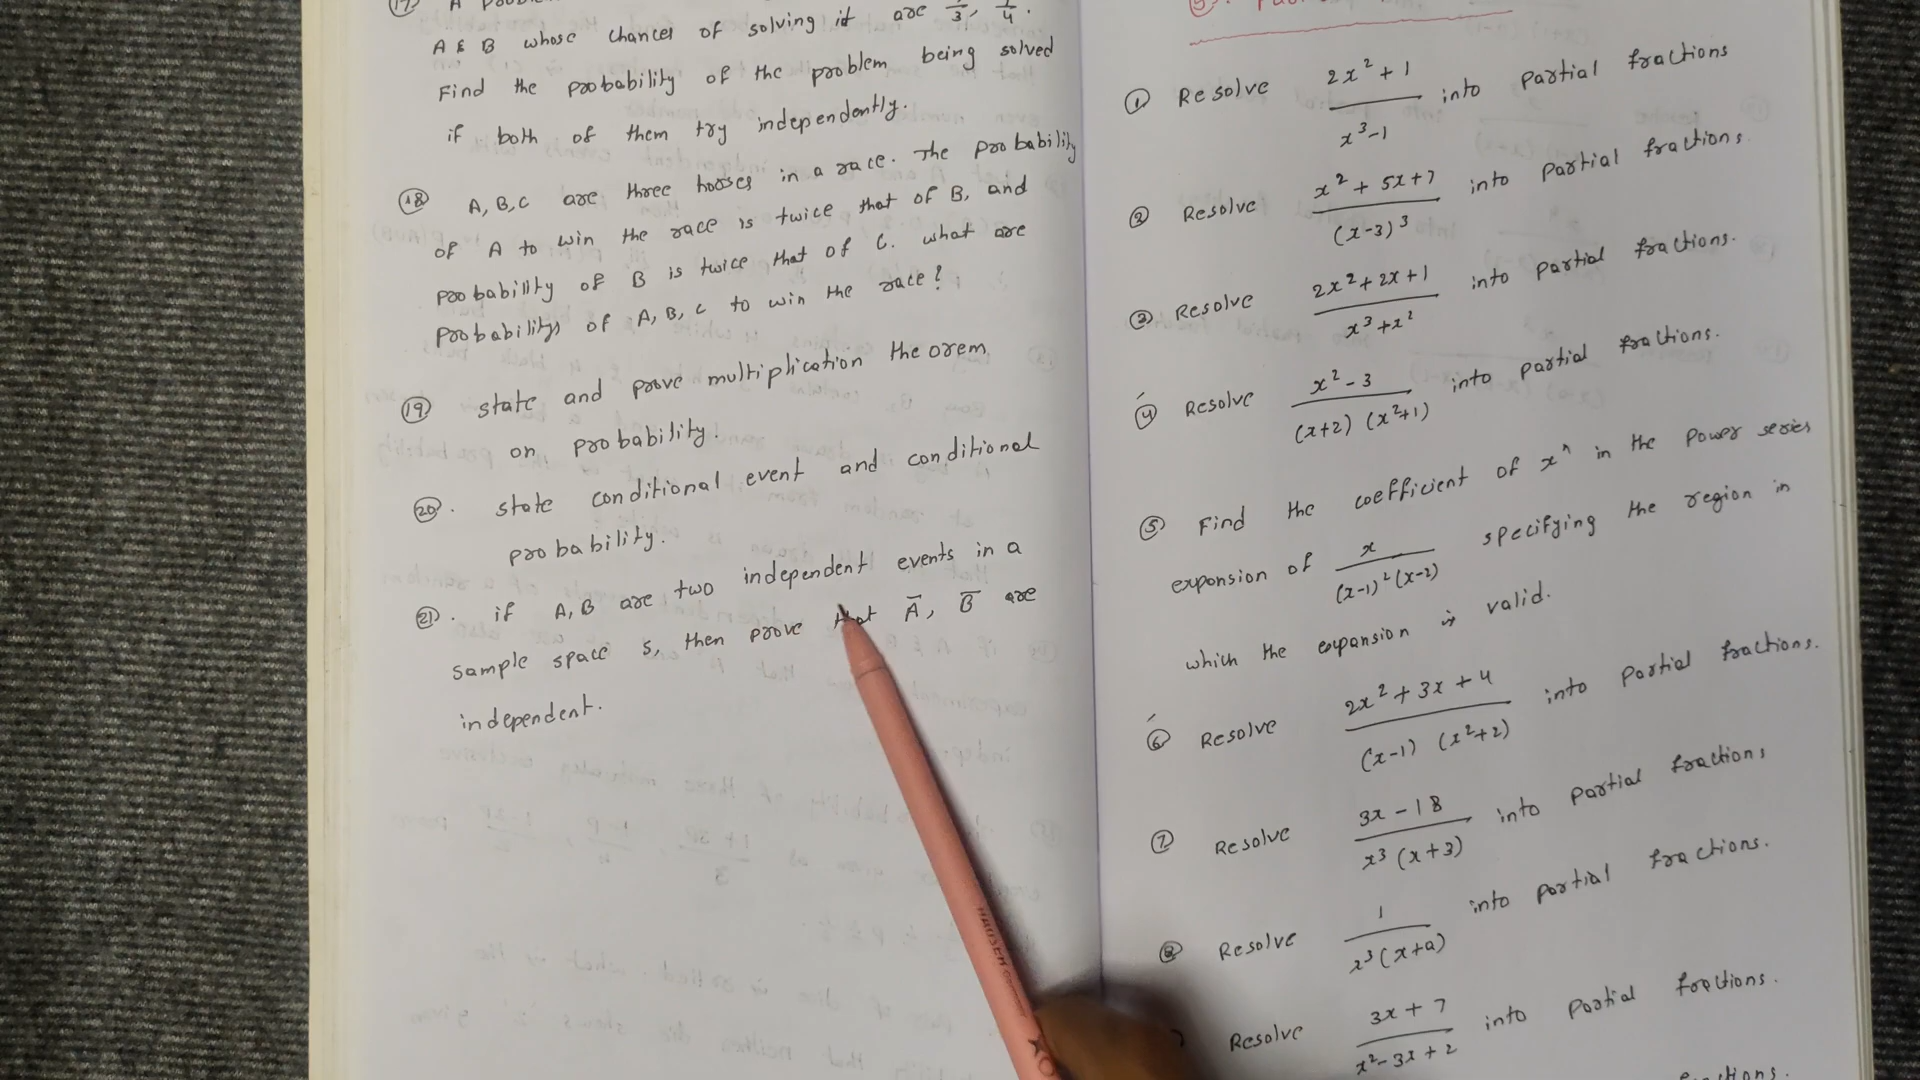 17
A & B whose chances of solving it are 1/3, 1/4.
Find the probability of the problem being solved
if both of them try independently.
18 A, B, C are three horses in a race. The probability
of A to win the race is twice that of B, and
probability of B is twice that of C. what are
probabilitys of A, B, C to win the race?
19 state and prove multiplication theorem
on probability.
20. state conditional event and conditional
probability.
21. if A, B are two independent events in a
sample space S, then prove that A̅, B̅ are
independent.
1 Resolve (2x² + 1)/(x³-1) into partial fractions
2 Resolve (x² + 5x + 7)/(x-3)³ into partial fractions.
3 Resolve (2x² + 2x + 1)/(x³ + x²) into partial fractions.
4 Resolve (x² - 3)/((x+2) (x²+1)) into partial fractions.
5 Find the coefficient of xⁿ in the power series
expansion of x/((x-1)² (x-2)) specifying the region in
which the expansion is valid.
6 Resolve (2x² + 3x + 4)/((x-1) (x²+2)) into partial fractions.
7 Resolve (3x - 18)/(x³ (x+3)) into partial fractions
8 Resolve 1/(x³ (x+a)) into partial fractions.
Resolve (3x + 7)/(x² - 3x + 2) into partial fractions.
HAUSER